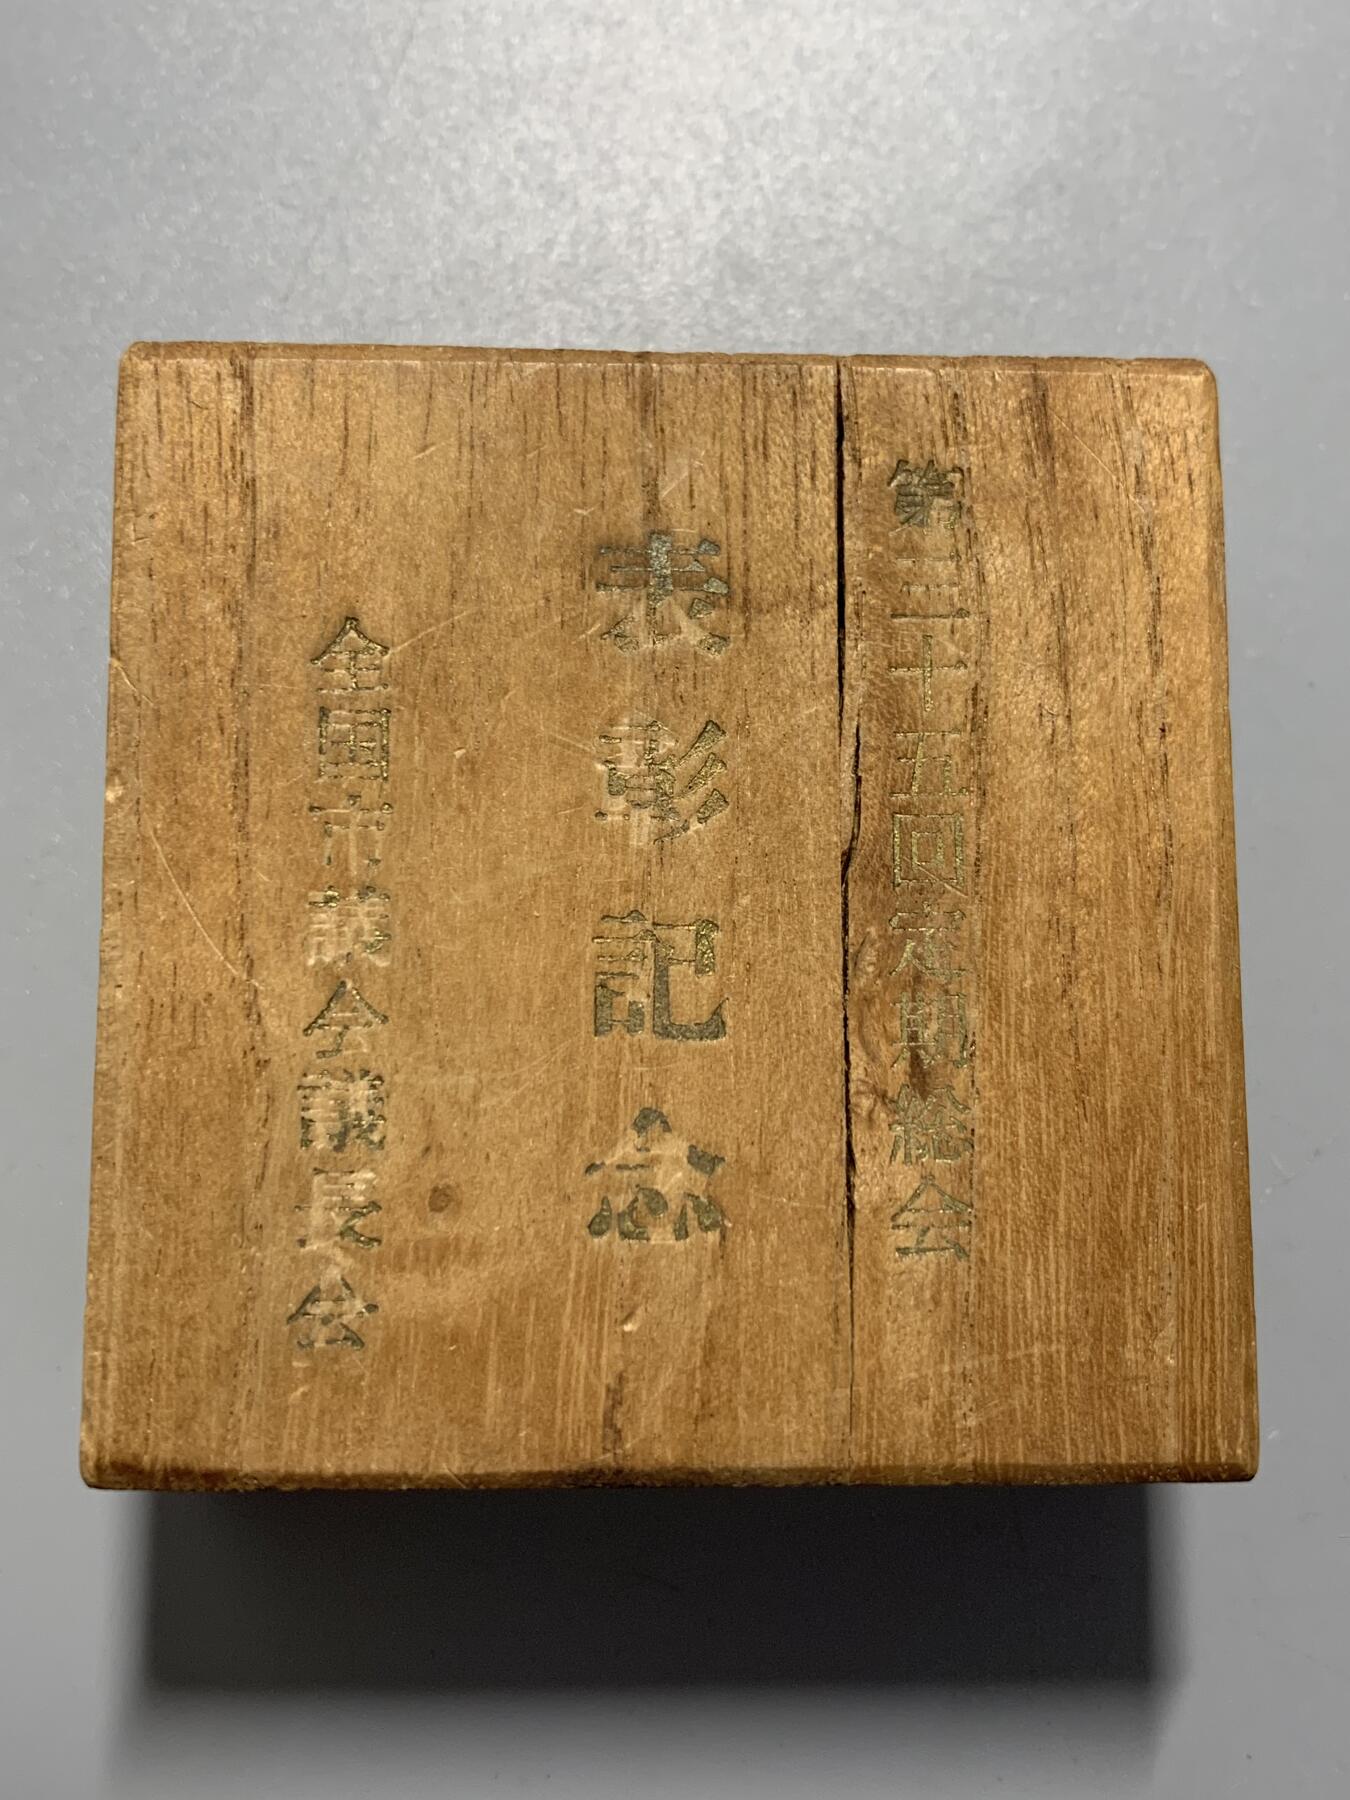 第三十五回定期総会
表彰記念
全国市議会議長会